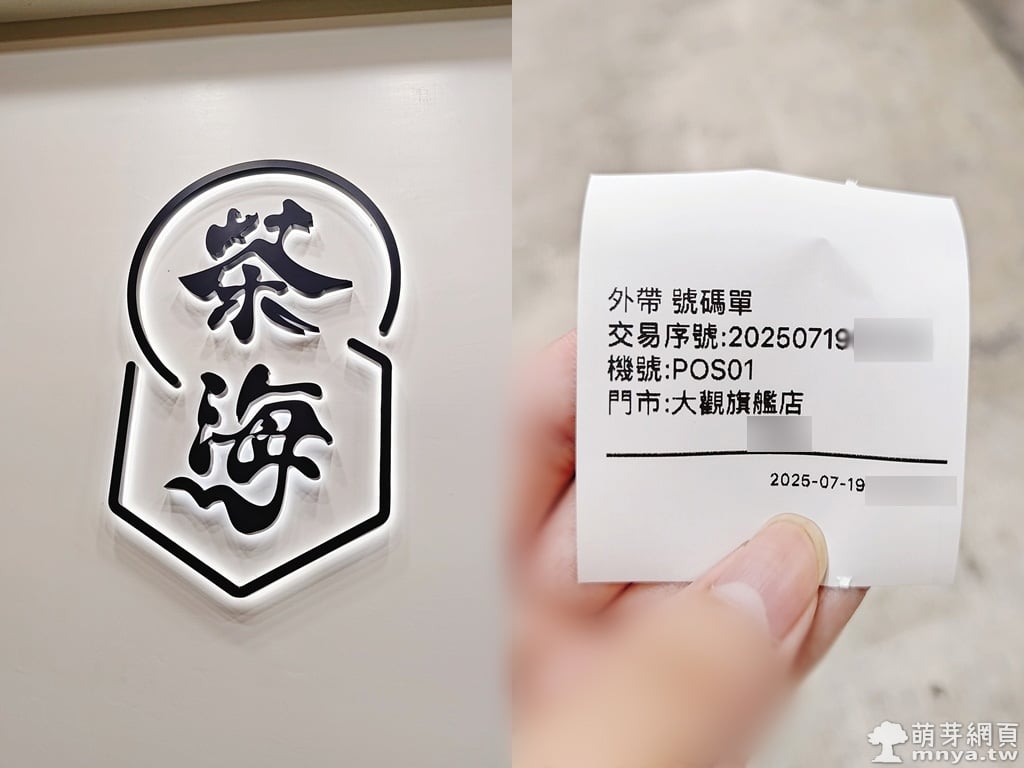 茶
海
外帶 號碼單
交易序號:20250719
機號:POS01
門市:大觀旗艦店
2025-07-19
萌芽網頁
mnya.tw